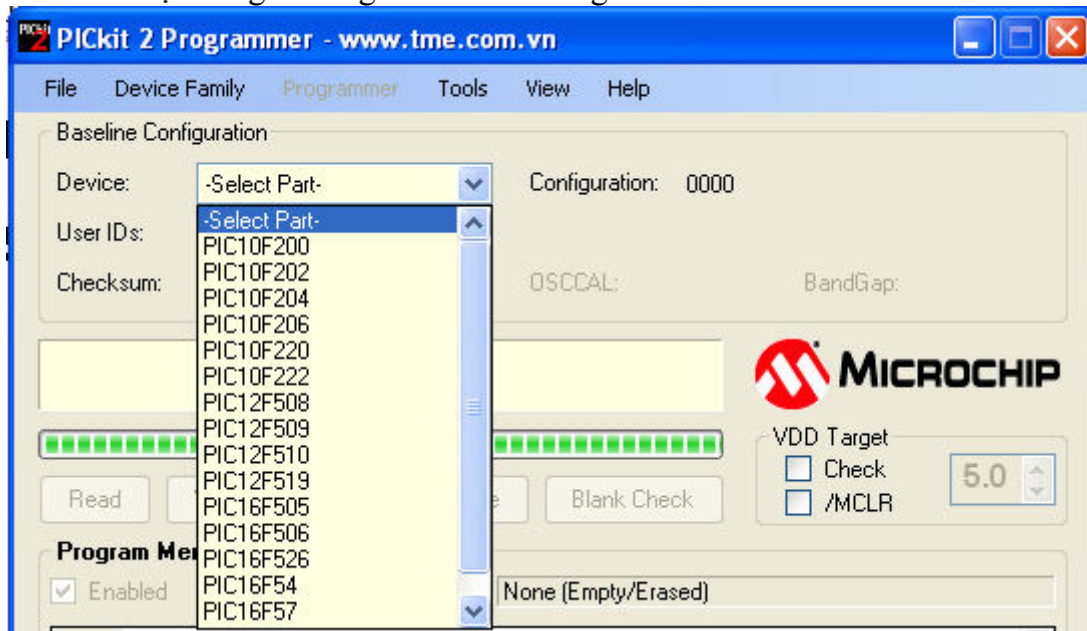 PICkit 2 Programmer - www.tme.com.vn
File Device Family Programmer Tools View Help
Baseline Configuration
Device: -Select Part- Configuration: 0000
-Select Part-
User IDs:
PIC10F200
PIC10F202
Checksum: OSCCAL: BandGap:
PIC10F204
PIC10F206
PIC10F220
PIC10F222
PIC12F508
PIC12F509
PIC12F510
PIC12F519
PIC16F505
PIC16F506
PIC16F526
PIC16F54
PIC16F57
MICROCHIP
VDD Target
Check
/MCLR
5.0
Read Blank Check
Program
Enabled None (Empty/Erased)